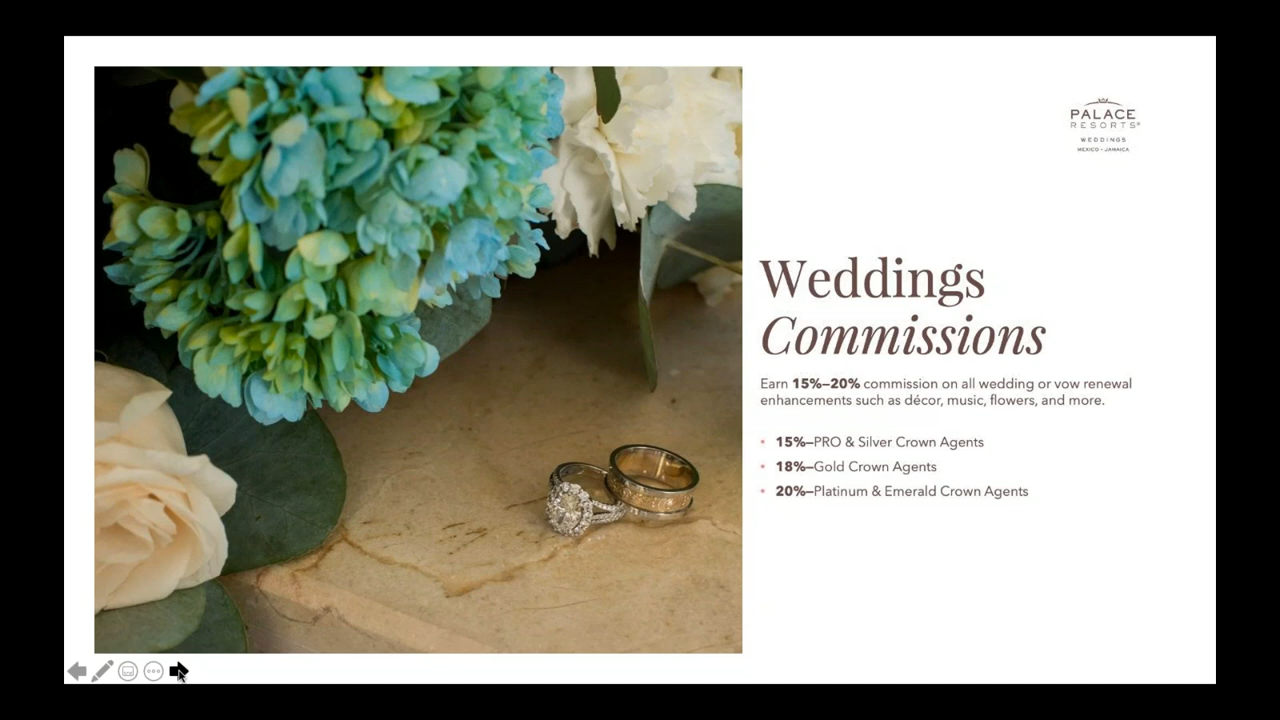 PALACE
RESORTS®
WEDDINGS
MEXICO • JAMAICA
Weddings
Commissions
Earn 15%–20% commission on all wedding or vow renewal
enhancements such as décor, music, flowers, and more.
• 15%–PRO & Silver Crown Agents
• 18%–Gold Crown Agents
• 20%–Platinum & Emerald Crown Agents